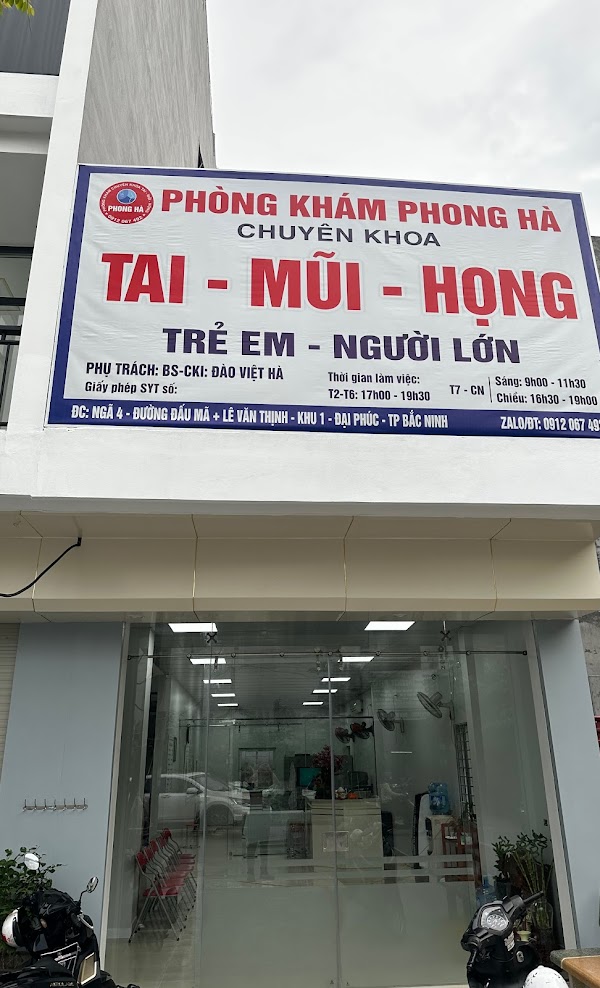 PHONG HÀ
PHÒNG KHÁM PHONG HÀ
CHUYÊN KHOA
TAI - MŨI - HỌNG
TRẺ EM - NGƯỜI LỚN
PHỤ TRÁCH: BS-CKI: ĐÀO VIỆT HÀ
Giấy phép SYT số:
Thời gian làm việc:
T2-T6: 17h00 - 19h30
T7 - CN
Sáng: 9h00 - 11h30
Chiều: 16h30 - 19h00
ĐC: NGÃ 4 - ĐƯỜNG ĐẤU MÃ + LÊ VĂN THỊNH - KHU 1 - ĐẠI PHÚC - TP BẮC NINH
ZALO/ĐT: 0912 067 493